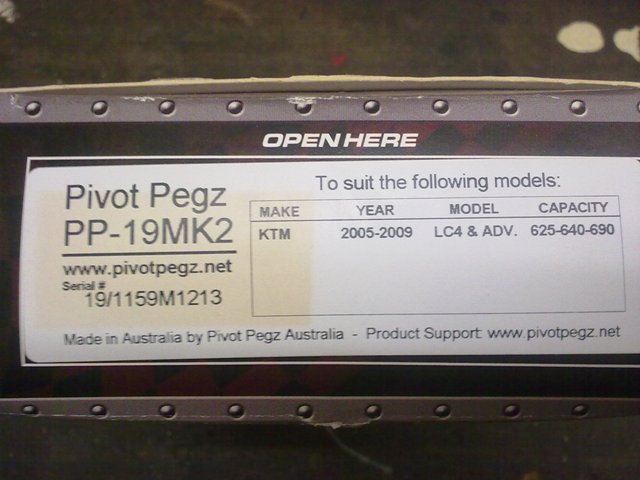 OPEN HERE
Pivot Pegz
PP-19MK2
www.pivotpegz.net
Serial #
19/1159M1213
To suit the following models:
MAKE YEAR MODEL CAPACITY
KTM 2005-2009 LC4 & ADV. 625-640-690
Made in Australia by Pivot Pegz Australia - Product Support: www.pivotpegz.net